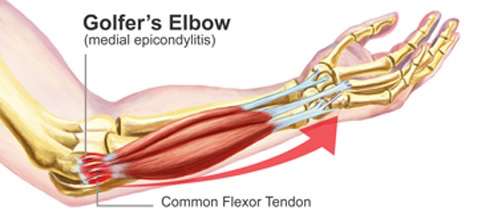 Golfer's Elbow
(medial epicondylitis)
Common Flexor Tendon